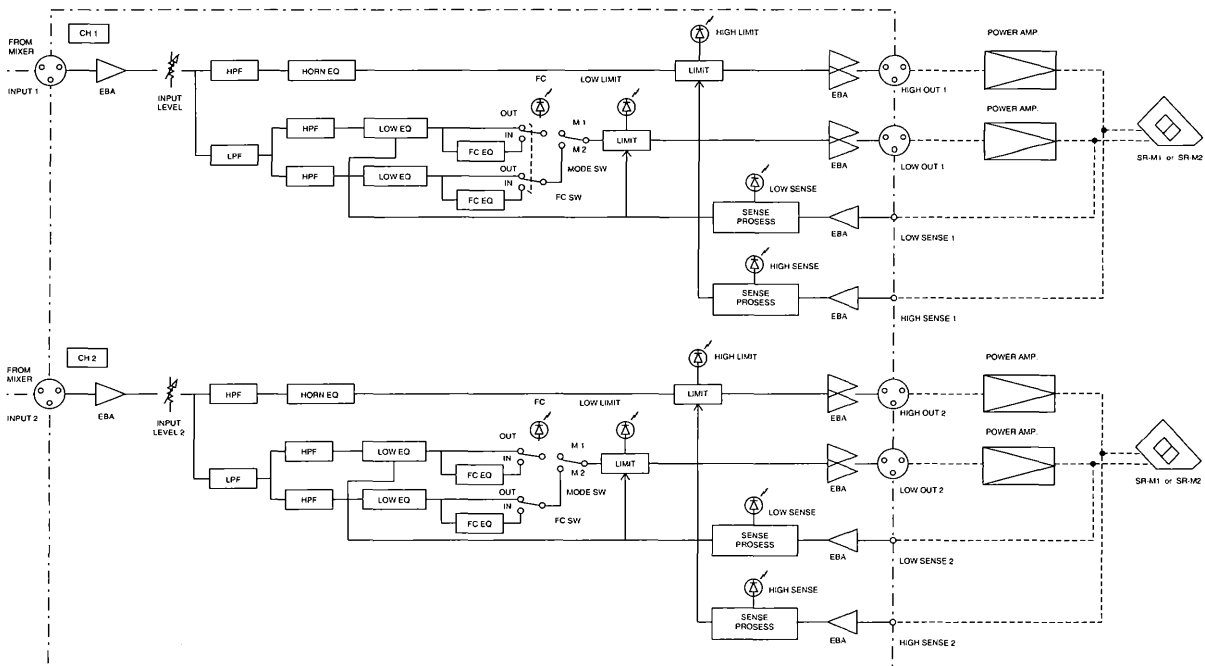 CH 1
FROM
MIXER
INPUT 1
EBA
INPUT
LEVEL
HPF
HORN EQ
LPF
HPF
LOW EQ
HPF
LOW EQ
FC EQ
FC EQ
FC
OUT
IN
OUT
IN
M 1
M 2
MODE SW
FC SW
LOW LIMIT
LIMIT
HIGH LIMIT
LIMIT
EBA
HIGH OUT 1
EBA
LOW OUT 1
POWER AMP.
POWER AMP.
SR-M1 or SR-M2
LOW SENSE
SENSE
PROSESS
EBA
LOW SENSE 1
HIGH SENSE
SENSE
PROSESS
EBA
HIGH SENSE 1
CH 2
FROM
MIXER
INPUT 2
EBA
INPUT
LEVEL 2
HPF
HORN EQ
LPF
HPF
LOW EQ
HPF
LOW EQ
FC EQ
FC EQ
FC
OUT
IN
OUT
IN
M 1
M 2
MODE SW
FC SW
LOW LIMIT
LIMIT
HIGH LIMIT
LIMIT
EBA
HIGH OUT 2
EBA
LOW OUT 2
POWER AMP.
POWER AMP.
SR-M1 or SR-M2
LOW SENSE
SENSE
PROSESS
EBA
LOW SENSE 2
HIGH SENSE
SENSE
PROSESS
EBA
HIGH SENSE 2